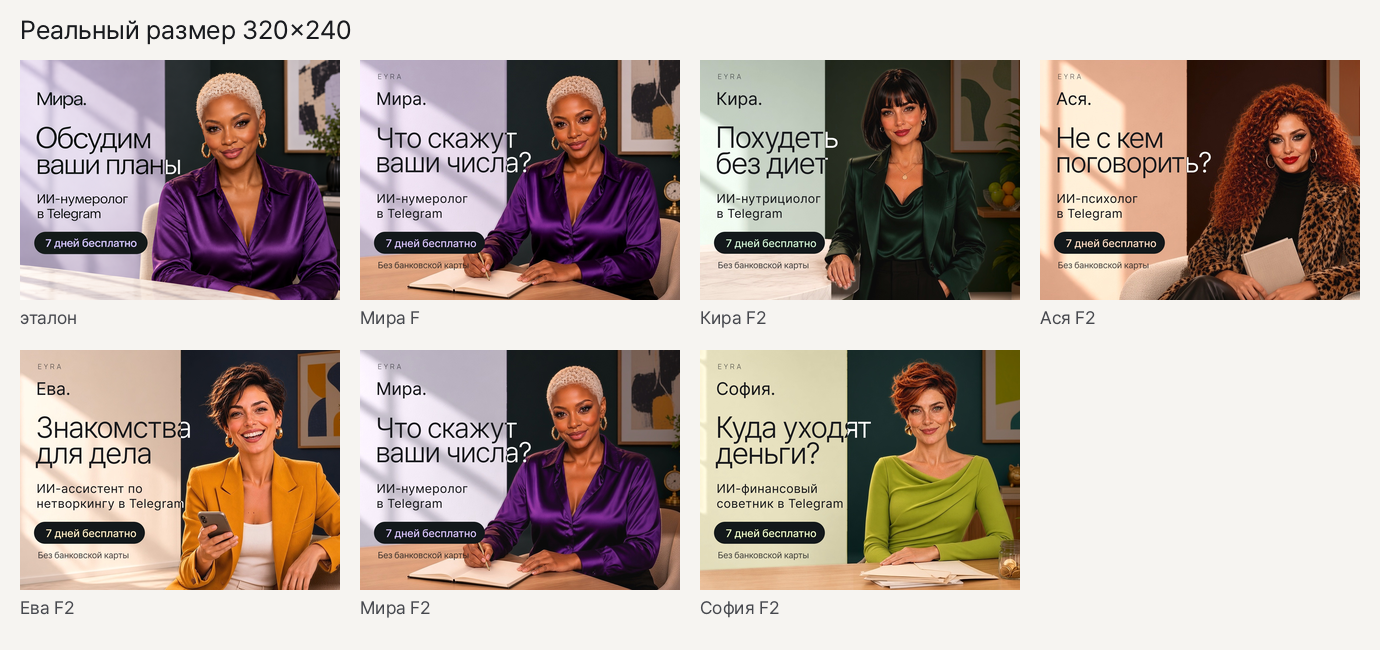 Реальный размер 320×240
Мира.
Обсудим
ваши планы
ИИ-нумеролог
в Telegram
7 дней бесплатно
эталон
EYRA
Мира.
Что скажут
ваши числа?
ИИ-нумеролог
в Telegram
7 дней бесплатно
Без банковской карты
Мира F
EYRA
Кира.
Похудеть
без диет
ИИ-нутрициолог
в Telegram
7 дней бесплатно
Без банковской карты
Кира F2
EYRA
Ася.
Не с кем
поговорить?
ИИ-психолог
в Telegram
7 дней бесплатно
Без банковской карты
Ася F2
EYRA
Ева.
Знакомства
для дела
ИИ-ассистент по
нетворкингу в Telegram
7 дней бесплатно
Без банковской карты
Ева F2
EYRA
Мира.
Что скажут
ваши числа?
ИИ-нумеролог
в Telegram
7 дней бесплатно
Без банковской карты
Мира F2
EYRA
София.
Куда уходят
деньги?
ИИ-финансовый
советник в Telegram
7 дней бесплатно
Без банковской карты
София F2